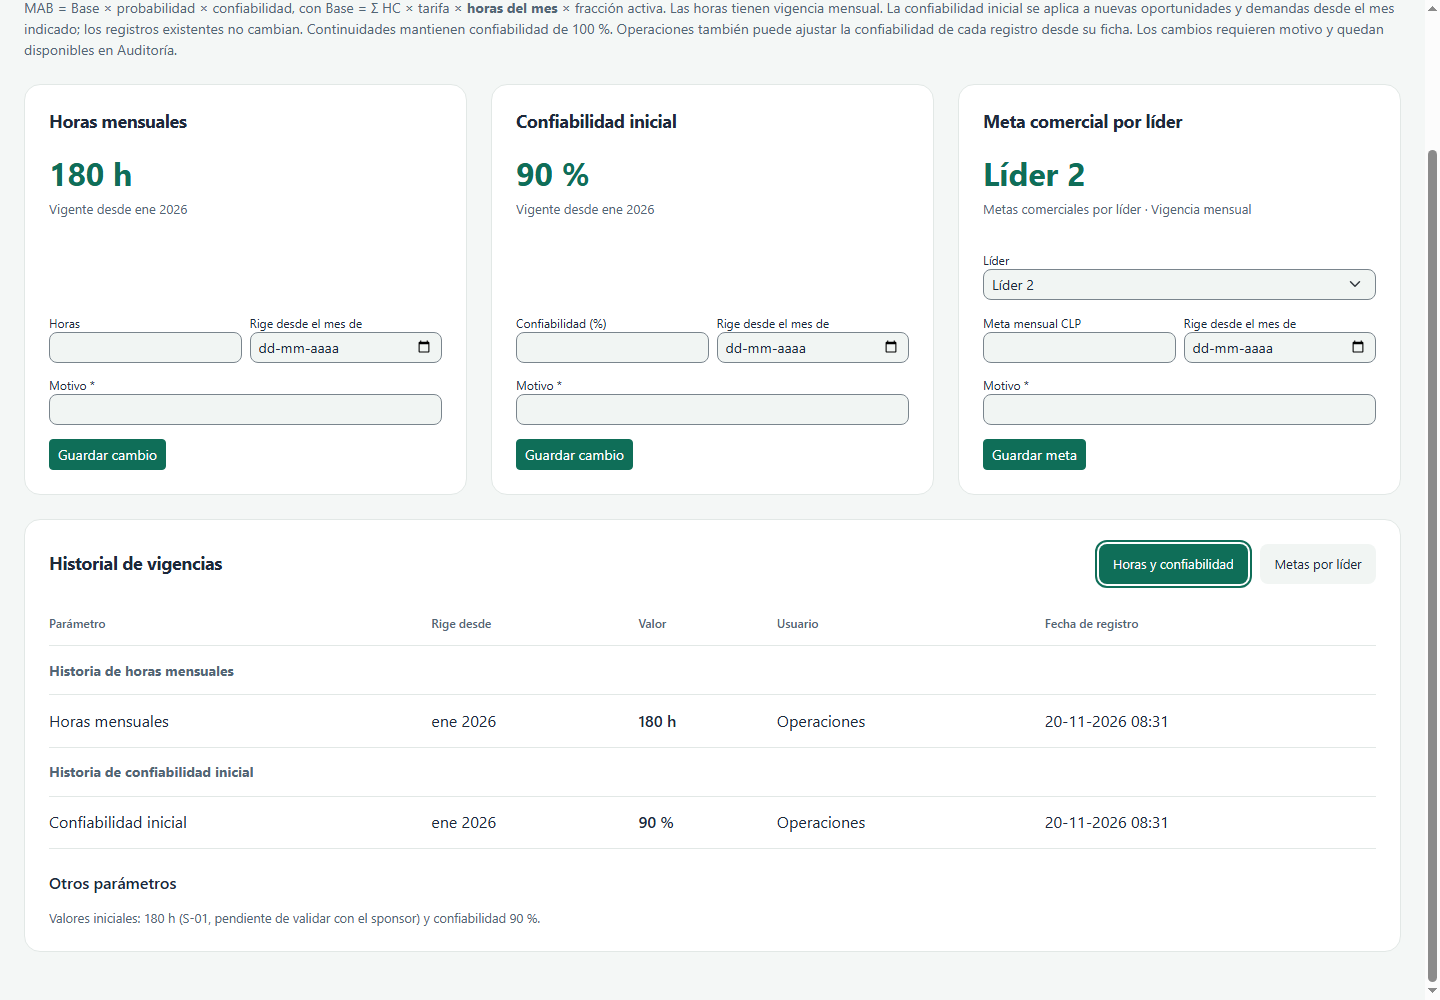 MAB = Base × probabilidad × confiabilidad, con Base = Σ HC × tarifa × horas del mes × fracción activa. Las horas tienen vigencia mensual. La confiabilidad inicial se aplica a nuevas oportunidades y demandas desde el mes
indicado; los registros existentes no cambian. Continuidades mantienen confiabilidad de 100 %. Operaciones también puede ajustar la confiabilidad de cada registro desde su ficha. Los cambios requieren motivo y quedan
disponibles en Auditoría.
Horas mensuales
180 h
Vigente desde ene 2026
Horas
Rige desde el mes de
dd-mm-aaaa
Motivo *
Guardar cambio
Confiabilidad inicial
90 %
Vigente desde ene 2026
Confiabilidad (%)
Rige desde el mes de
dd-mm-aaaa
Motivo *
Guardar cambio
Meta comercial por líder
Líder 2
Metas comerciales por líder · Vigencia mensual
Líder
Líder 2
Meta mensual CLP
Rige desde el mes de
dd-mm-aaaa
Motivo *
Guardar meta
Historial de vigencias
Horas y confiabilidad
Metas por líder
Parámetro Rige desde Valor Usuario Fecha de registro
Historia de horas mensuales
Horas mensuales ene 2026 180 h Operaciones 20-11-2026 08:31
Historia de confiabilidad inicial
Confiabilidad inicial ene 2026 90 % Operaciones 20-11-2026 08:31
Otros parámetros
Valores iniciales: 180 h (S-01, pendiente de validar con el sponsor) y confiabilidad 90 %.